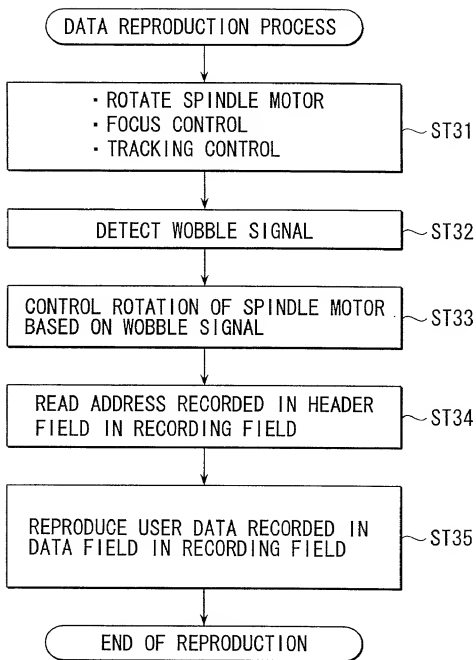 DATA REPRODUCTION PROCESS
・ROTATE SPINDLE MOTOR
・FOCUS CONTROL
・TRACKING CONTROL
ST31
DETECT WOBBLE SIGNAL
ST32
CONTROL ROTATION OF SPINDLE MOTOR
BASED ON WOBBLE SIGNAL
ST33
READ ADDRESS RECORDED IN HEADER
FIELD IN RECORDING FIELD
ST34
REPRODUCE USER DATA RECORDED IN
DATA FIELD IN RECORDING FIELD
ST35
END OF REPRODUCTION